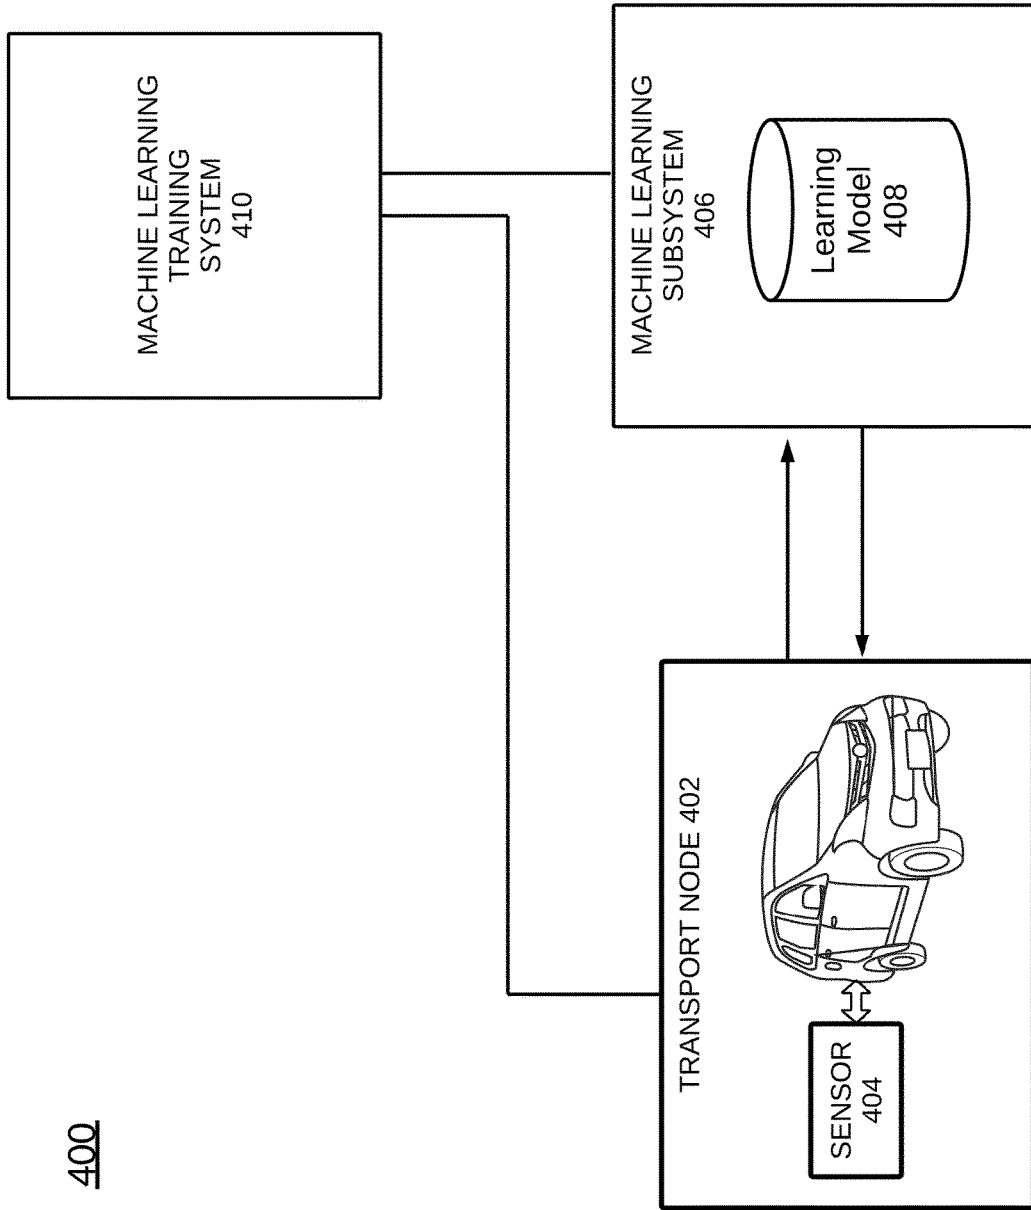 400
MACHINE LEARNING
TRAINING
SYSTEM
410
TRANSPORT NODE 402
SENSOR
404
MACHINE LEARNING
SUBSYSTEM
406
Learning
Model
408